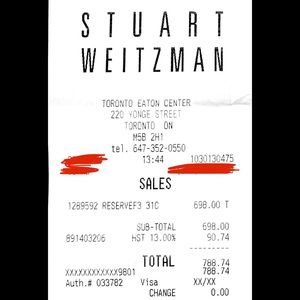 STUART
WEITZMAN
TORONTO EATON CENTER
220 YONGE STREET
TORONTO ON
M5B 2H1
tel. 647-352-0550
13:44 1030130475
SALES
1289592 RESERVEF3 310 698.00 T
SUB-TOTAL 698.00
891403206 HST 13.00% 90.74
TOTAL 788.74
XXXXXXXXXXXX9801 788.74
Auth.# 033782 Visa XX/XX
CHANGE 0.00